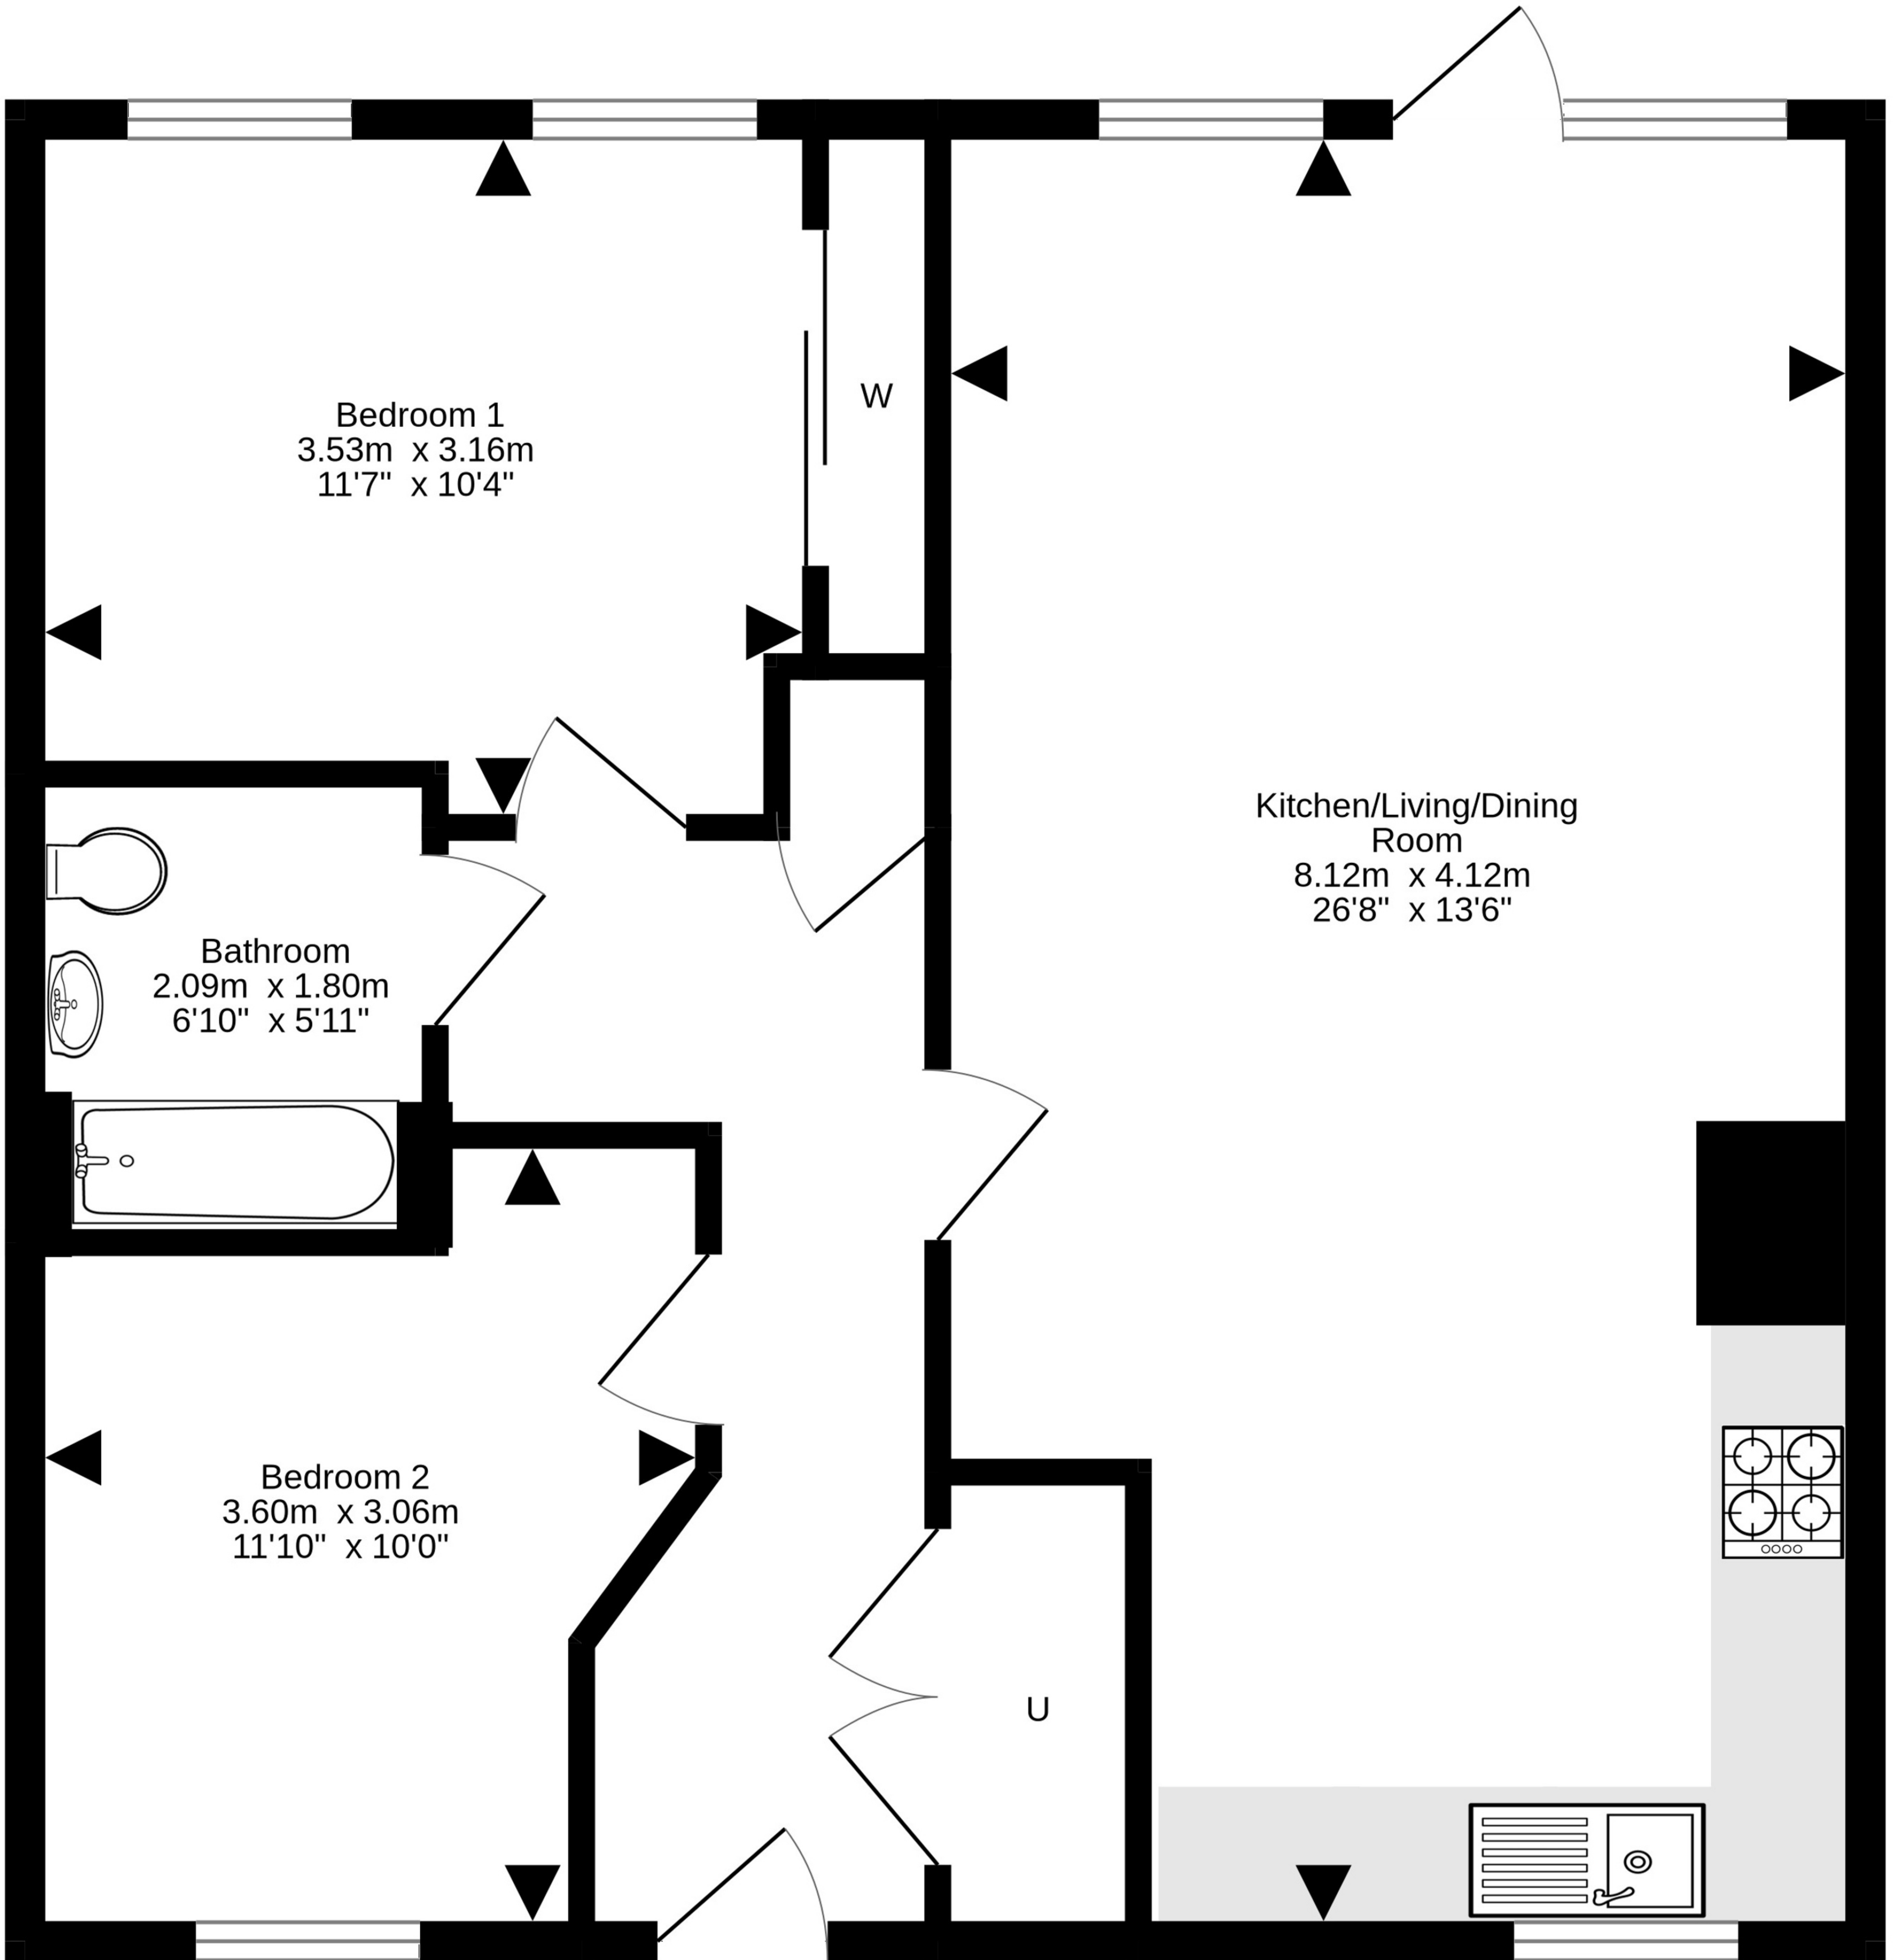 Bedroom 1
3.53m x 3.16m
11'7" x 10'4"
W
Kitchen/Living/Dining
Room
8.12m x 4.12m
26'8" x 13'6"
Bathroom
2.09m x 1.80m
6'10" x 5'11"
Bedroom 2
3.60m x 3.06m
11'10" x 10'0"
U